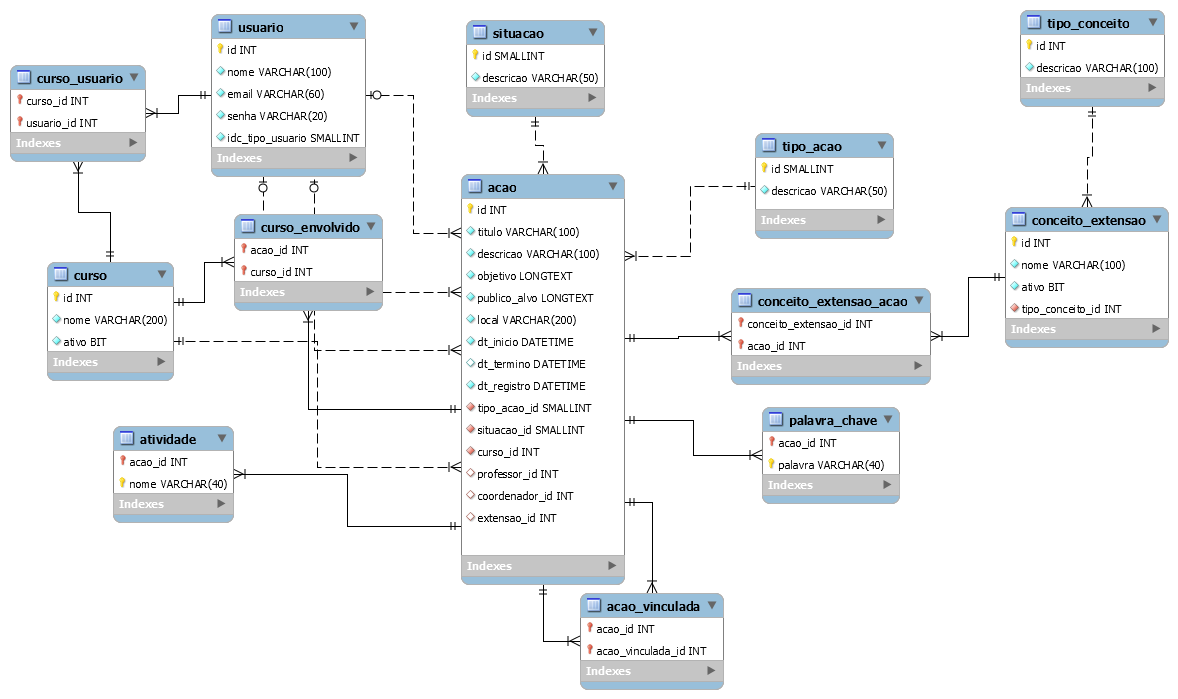 usuario
id INT
nome VARCHAR(100)
email VARCHAR(60)
senha VARCHAR(20)
idc_tipo_usuario SMALLINT
Indexes
situacao
id SMALLINT
descricao VARCHAR(50)
Indexes
tipo_conceito
id INT
descricao VARCHAR(100)
Indexes
curso_usuario
curso_id INT
usuario_id INT
Indexes
tipo_acao
id SMALLINT
descricao VARCHAR(50)
Indexes
acao
id INT
titulo VARCHAR(100)
descricao VARCHAR(100)
objetivo LONGTEXT
publico_alvo LONGTEXT
local VARCHAR(200)
dt_inicio DATETIME
dt_termino DATETIME
dt_registro DATETIME
tipo_acao_id SMALLINT
situacao_id SMALLINT
curso_id INT
professor_id INT
coordenador_id INT
extensao_id INT
Indexes
curso_envolvido
acao_id INT
curso_id INT
Indexes
conceito_extensao
id INT
nome VARCHAR(100)
ativo BIT
tipo_conceito_id INT
Indexes
curso
id INT
nome VARCHAR(200)
ativo BIT
Indexes
conceito_extensao_acao
conceito_extensao_id INT
acao_id INT
Indexes
palavra_chave
acao_id INT
palavra VARCHAR(40)
Indexes
atividade
acao_id INT
nome VARCHAR(40)
Indexes
acao_vinculada
acao_id INT
acao_vinculada_id INT
Indexes